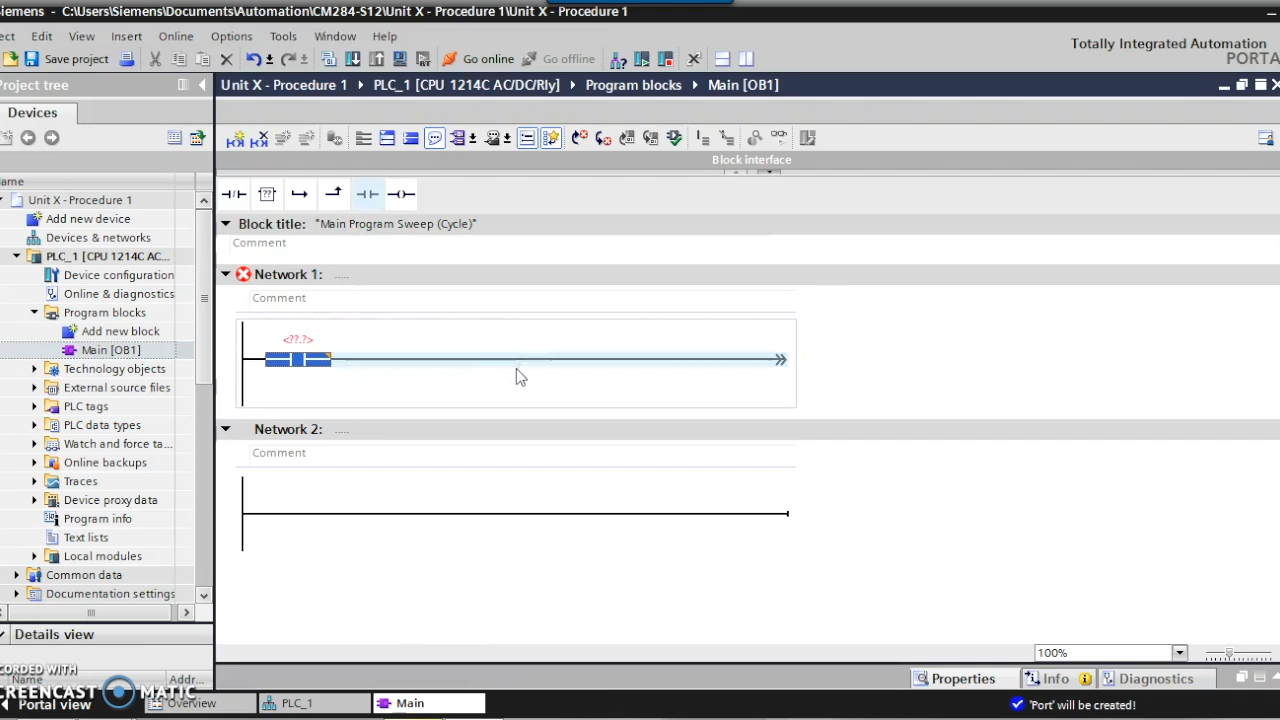 Siemens - C:\Users\Siemens\Documents\Automation\CM284-S12\Unit X - Procedure 1\Unit X - Procedure 1
ect Edit View Insert Online Options Tools Window Help
Totally Integrated Automation
PORTA
Save project Go online Go offline
Project tree
Unit X - Procedure 1 PLC_1 [CPU 1214C AC/DC/Rly] Program blocks Main [OB1]
Devices
Block interface
ame
Unit X - Procedure 1
Add new device
Devices & networks
PLC_1 [CPU 1214C AC...
Device configuration
Online & diagnostics
Program blocks
Add new block
Main [OB1]
Technology objects
External source files
PLC tags
PLC data types
Watch and force ta...
Online backups
Traces
Device proxy data
Program info
Text lists
Local modules
Common data
Documentation settings
Details view
Name Addr...
??
Block title: "Main Program Sweep (Cycle)"
Comment
Network 1: .....
Comment
<??.?>
Network 2: .....
Comment
100%
Properties Info Diagnostics
RECORDED WITH
SCREENCAST MATIC
Portal view Overview PLC_1 Main 'Port' will be created!